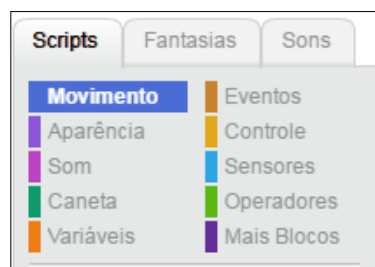 Scripts Fantasias Sons
Movimento Eventos
Aparência Controle
Som Sensores
Caneta Operadores
Variáveis Mais Blocos